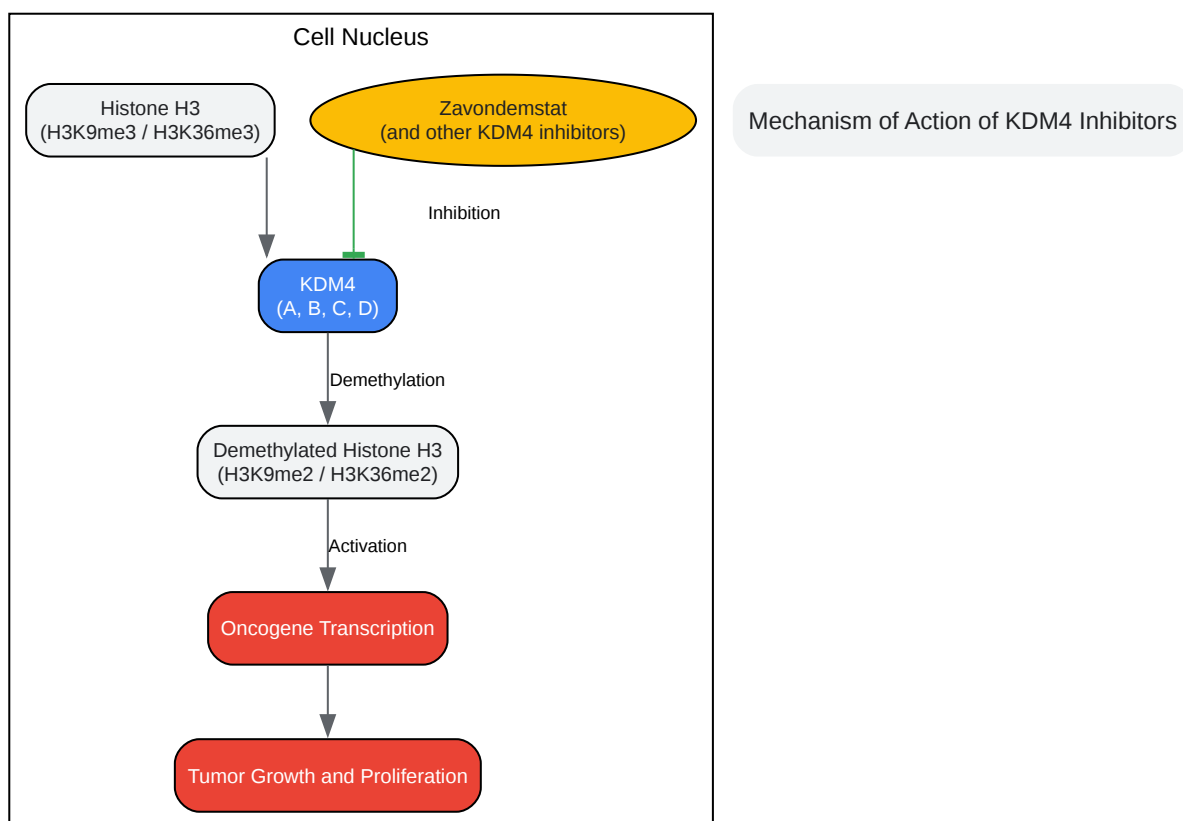 Cell Nucleus
Histone H3
(H3K9me3 / H3K36me3)
Zavondemstat
(and other KDM4 inhibitors)
Mechanism of Action of KDM4 Inhibitors
Inhibition
KDM4
(A, B, C, D)
Demethylation
Demethylated Histone H3
(H3K9me2 / H3K36me2)
Activation
Oncogene Transcription
Tumor Growth and Proliferation